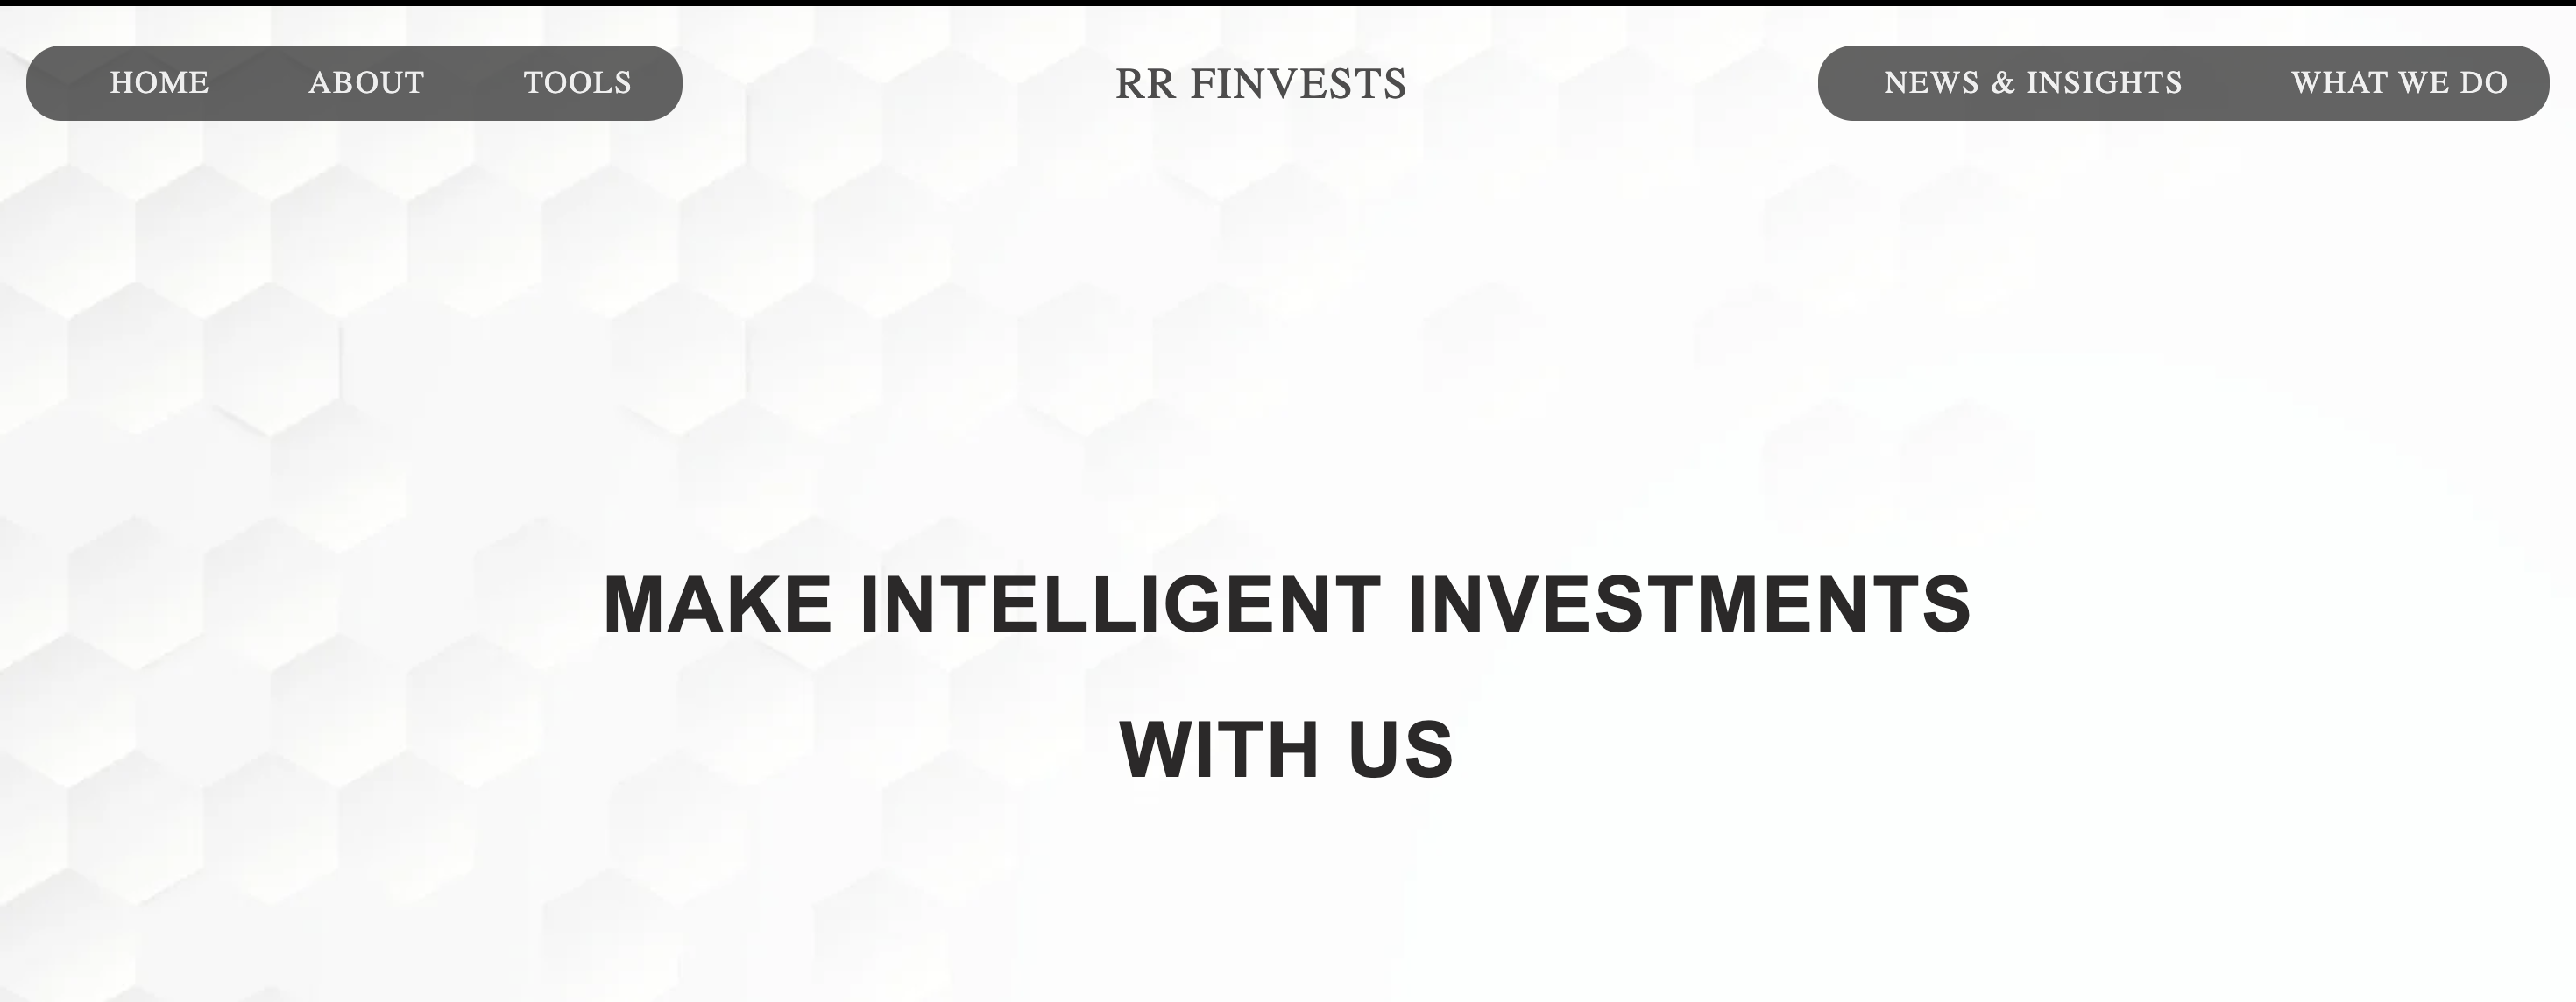 HOME ABOUT TOOLS RR FINVESTS NEWS & INSIGHTS WHAT WE DO
MAKE INTELLIGENT INVESTMENTS
WITH US